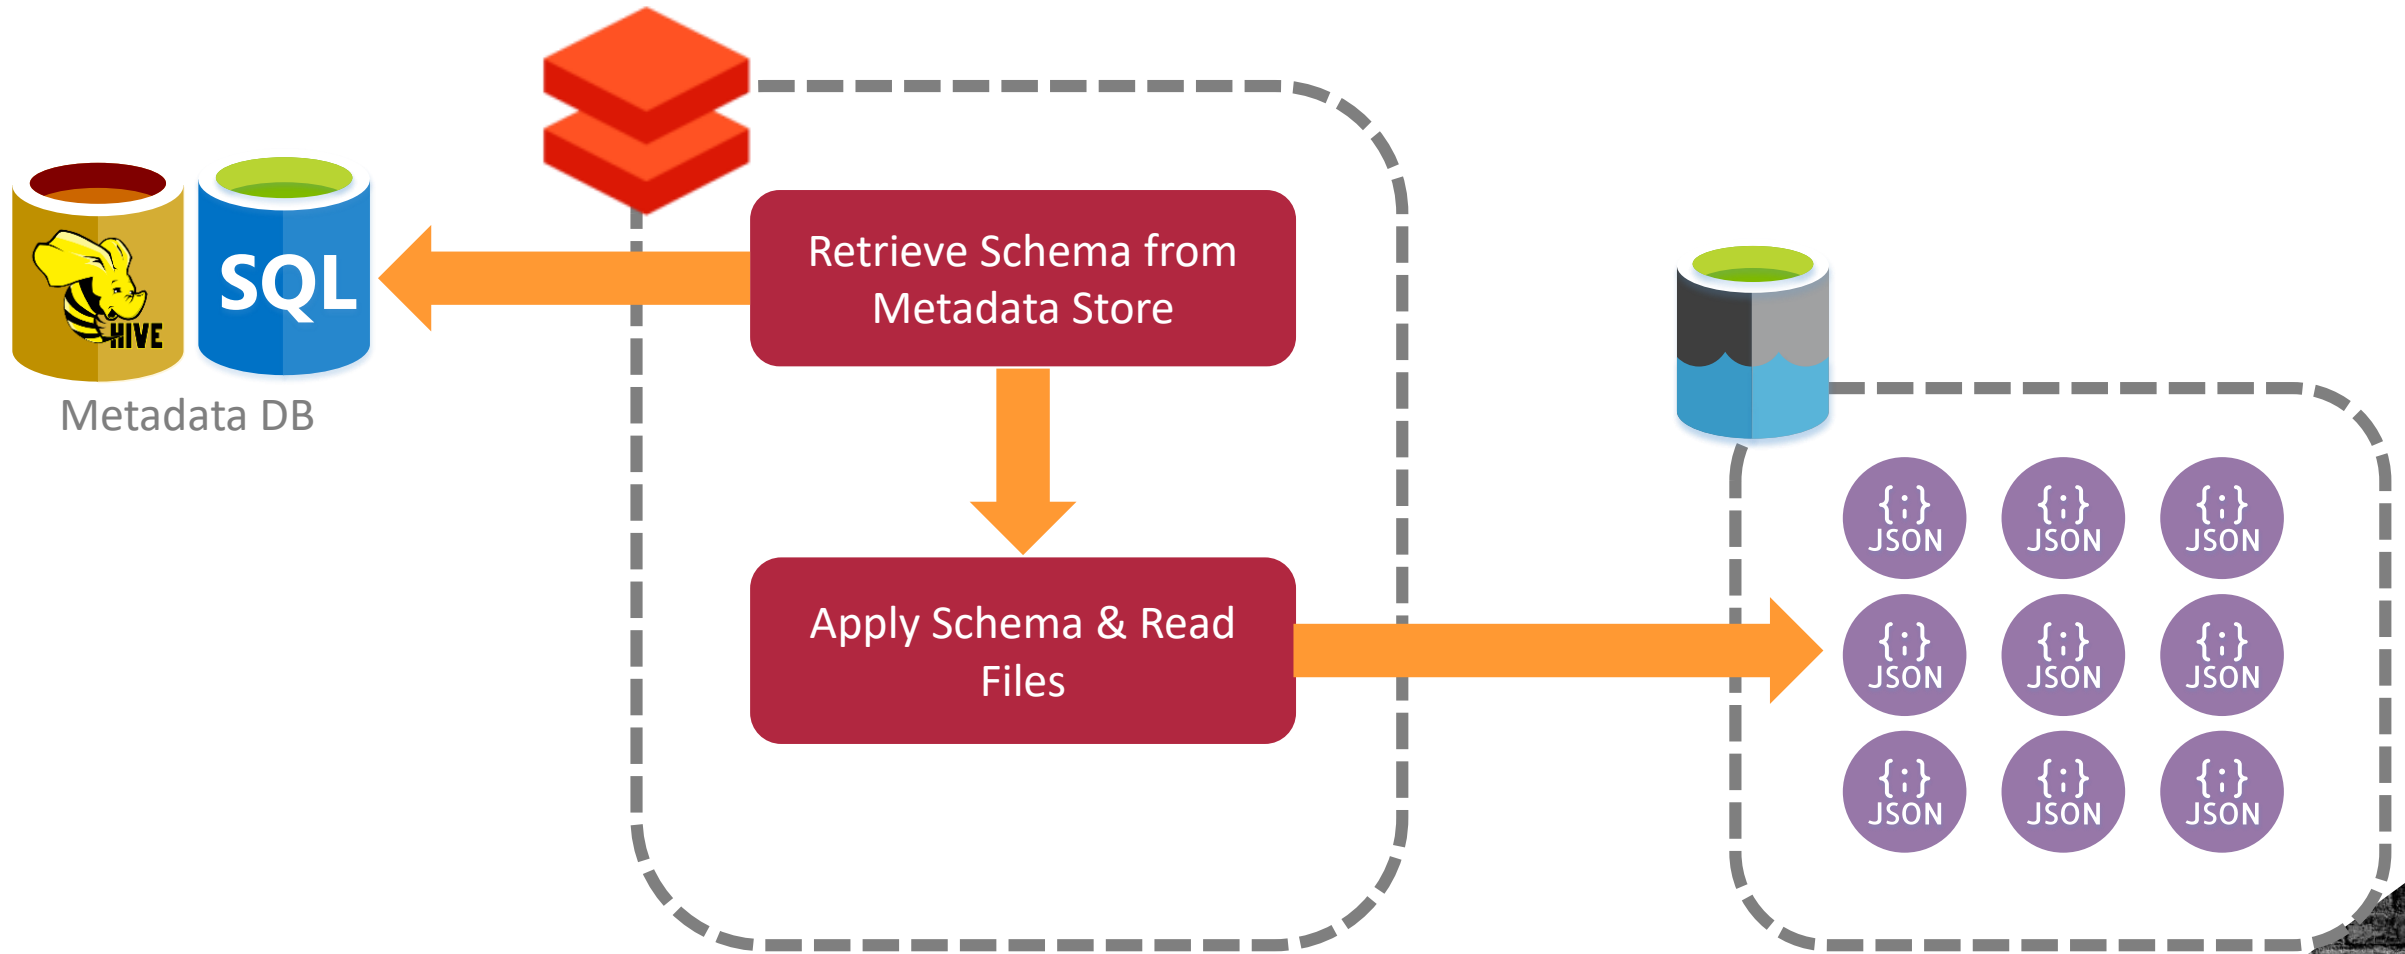 HIVE
SQL
Metadata DB
Retrieve Schema from
Metadata Store
Apply Schema & Read
Files
{;} {;} {;}
JSON JSON JSON
{;} {;} {;}
JSON JSON JSON
{;} {;} {;}
JSON JSON JSON